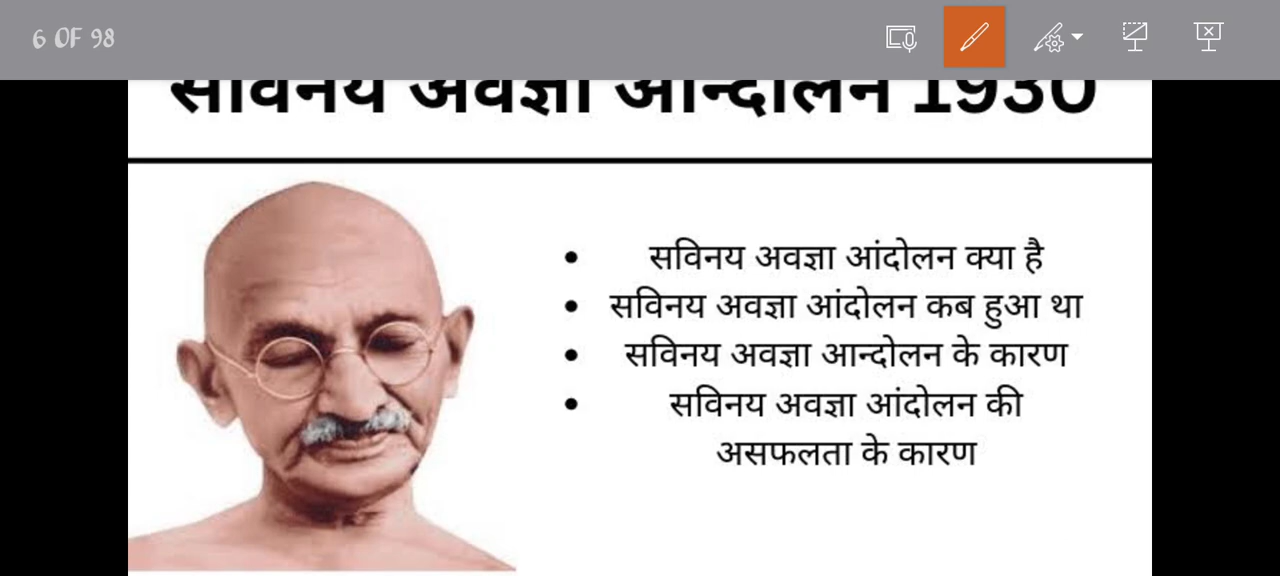 6 OF 98
सविनय अवज्ञा आन्दोलन 1930
• सविनय अवज्ञा आंदोलन क्या है
• सविनय अवज्ञा आंदोलन कब हुआ था
• सविनय अवज्ञा आन्दोलन के कारण
• सविनय अवज्ञा आंदोलन की
असफलता के कारण